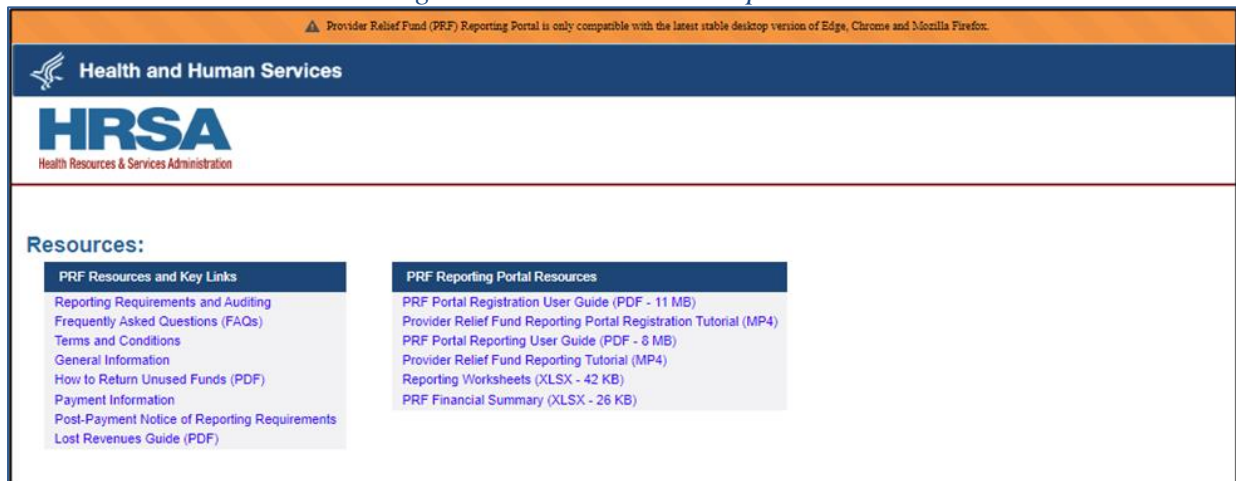 Provider Relief Fund (PRF) Reporting Portal is only compatible with the latest stable desktop version of Edge, Chrome and Mozilla Firefox.
Health and Human Services
HRSA
Health Resources & Services Administration
Resources:
PRF Resources and Key Links
Reporting Requirements and Auditing
Frequently Asked Questions (FAQs)
Terms and Conditions
General Information
How to Return Unused Funds (PDF)
Payment Information
Post-Payment Notice of Reporting Requirements
Lost Revenues Guide (PDF)
PRF Reporting Portal Resources
PRF Portal Registration User Guide (PDF - 11 MB)
Provider Relief Fund Reporting Portal Registration Tutorial (MP4)
PRF Portal Reporting User Guide (PDF - 8 MB)
Provider Relief Fund Reporting Tutorial (MP4)
Reporting Worksheets (XLSX - 42 KB)
PRF Financial Summary (XLSX - 26 KB)